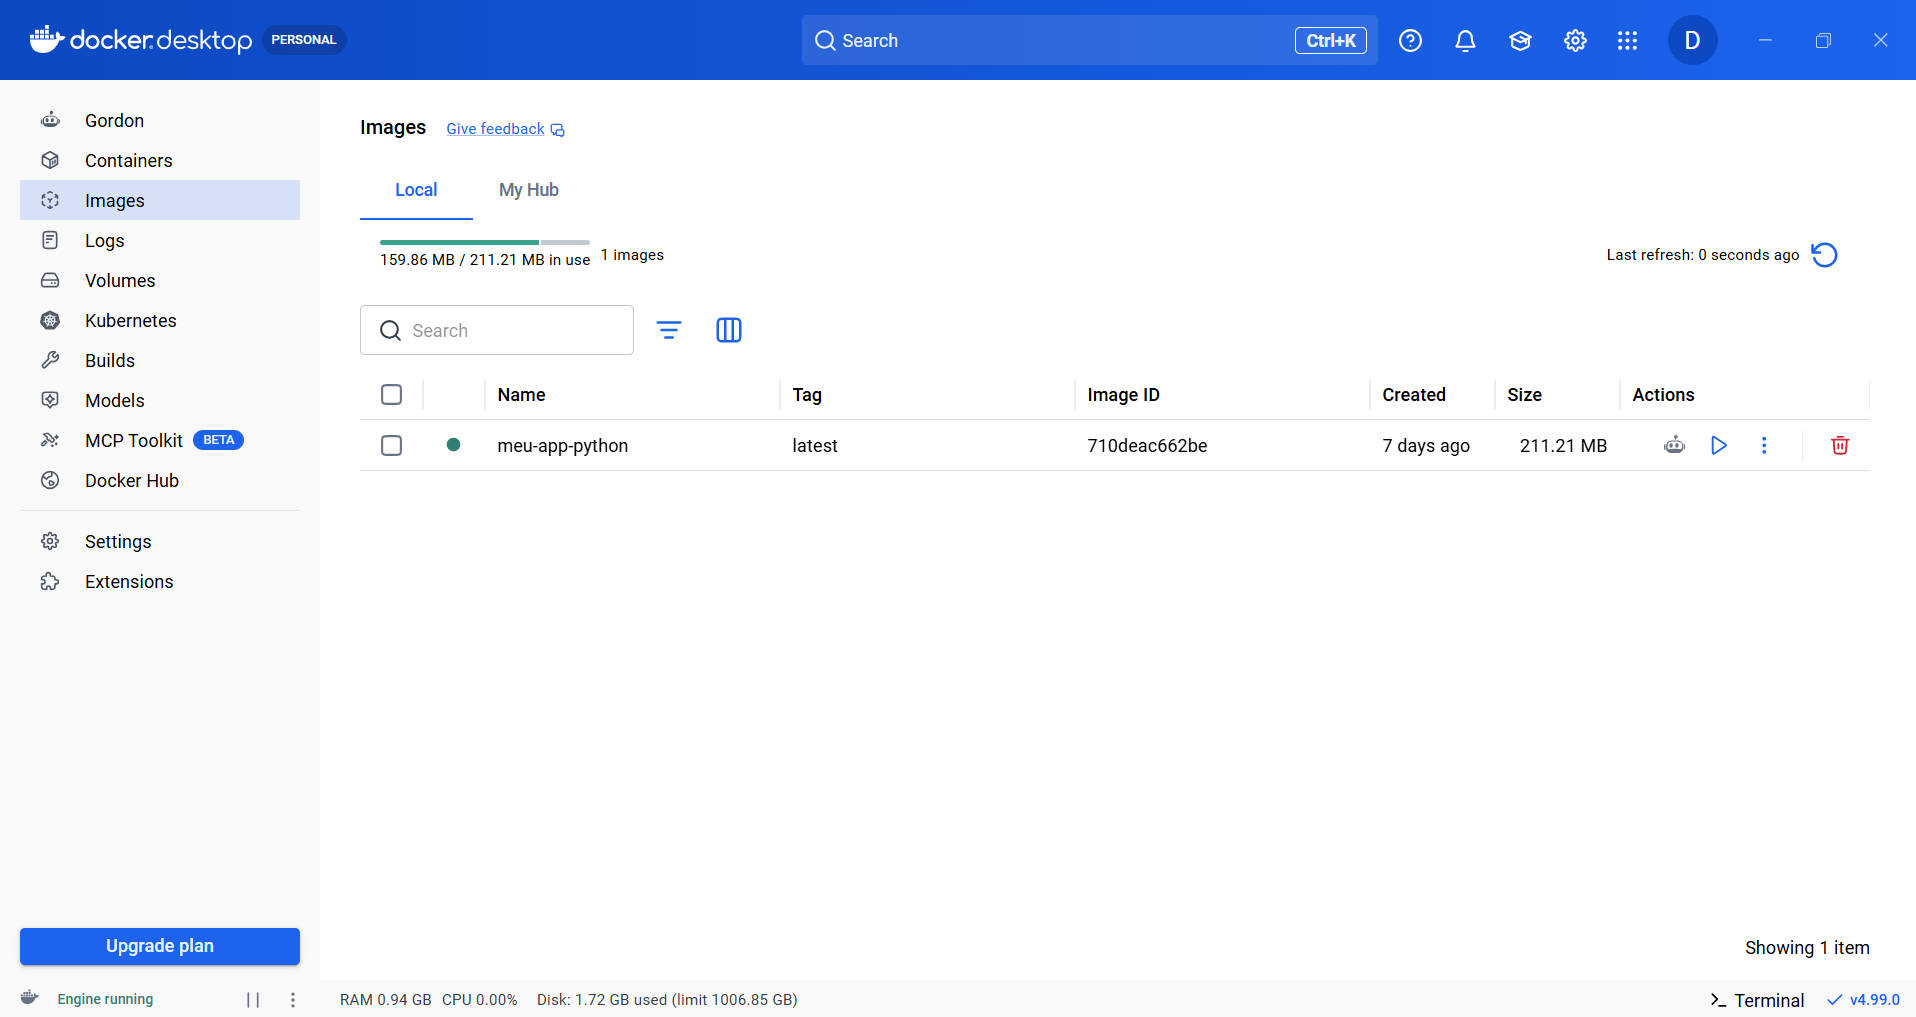 docker.desktop PERSONAL
Search Ctrl+K
D
Gordon
Containers
Images
Logs
Volumes
Kubernetes
Builds
Models
MCP Toolkit BETA
Docker Hub
Settings
Extensions
Upgrade plan
Images Give feedback
Local My Hub
159.86 MB / 211.21 MB in use 1 images
Last refresh: 0 seconds ago
Search
Name Tag Image ID Created Size Actions
meu-app-python latest 710deac662be 7 days ago 211.21 MB
Showing 1 item
Engine running RAM 0.94 GB CPU 0.00% Disk: 1.72 GB used (limit 1006.85 GB) Terminal v4.99.0